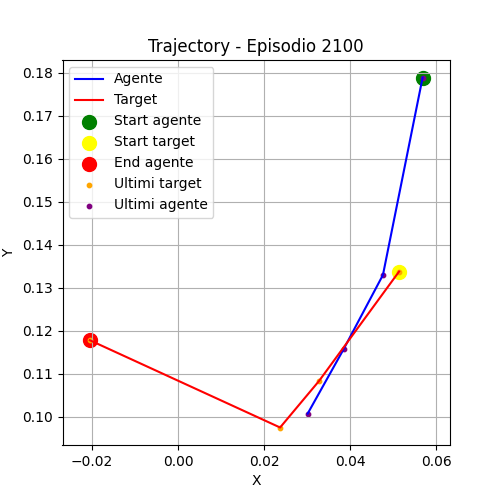 Trajectory - Episodio 2100
Agente
Target
Start agente
Start target
End agente
Ultimi target
Ultimi agente
Y
0.18
0.17
0.16
0.15
0.14
0.13
0.12
0.11
0.10
−0.02 0.00 0.02 0.04 0.06
X